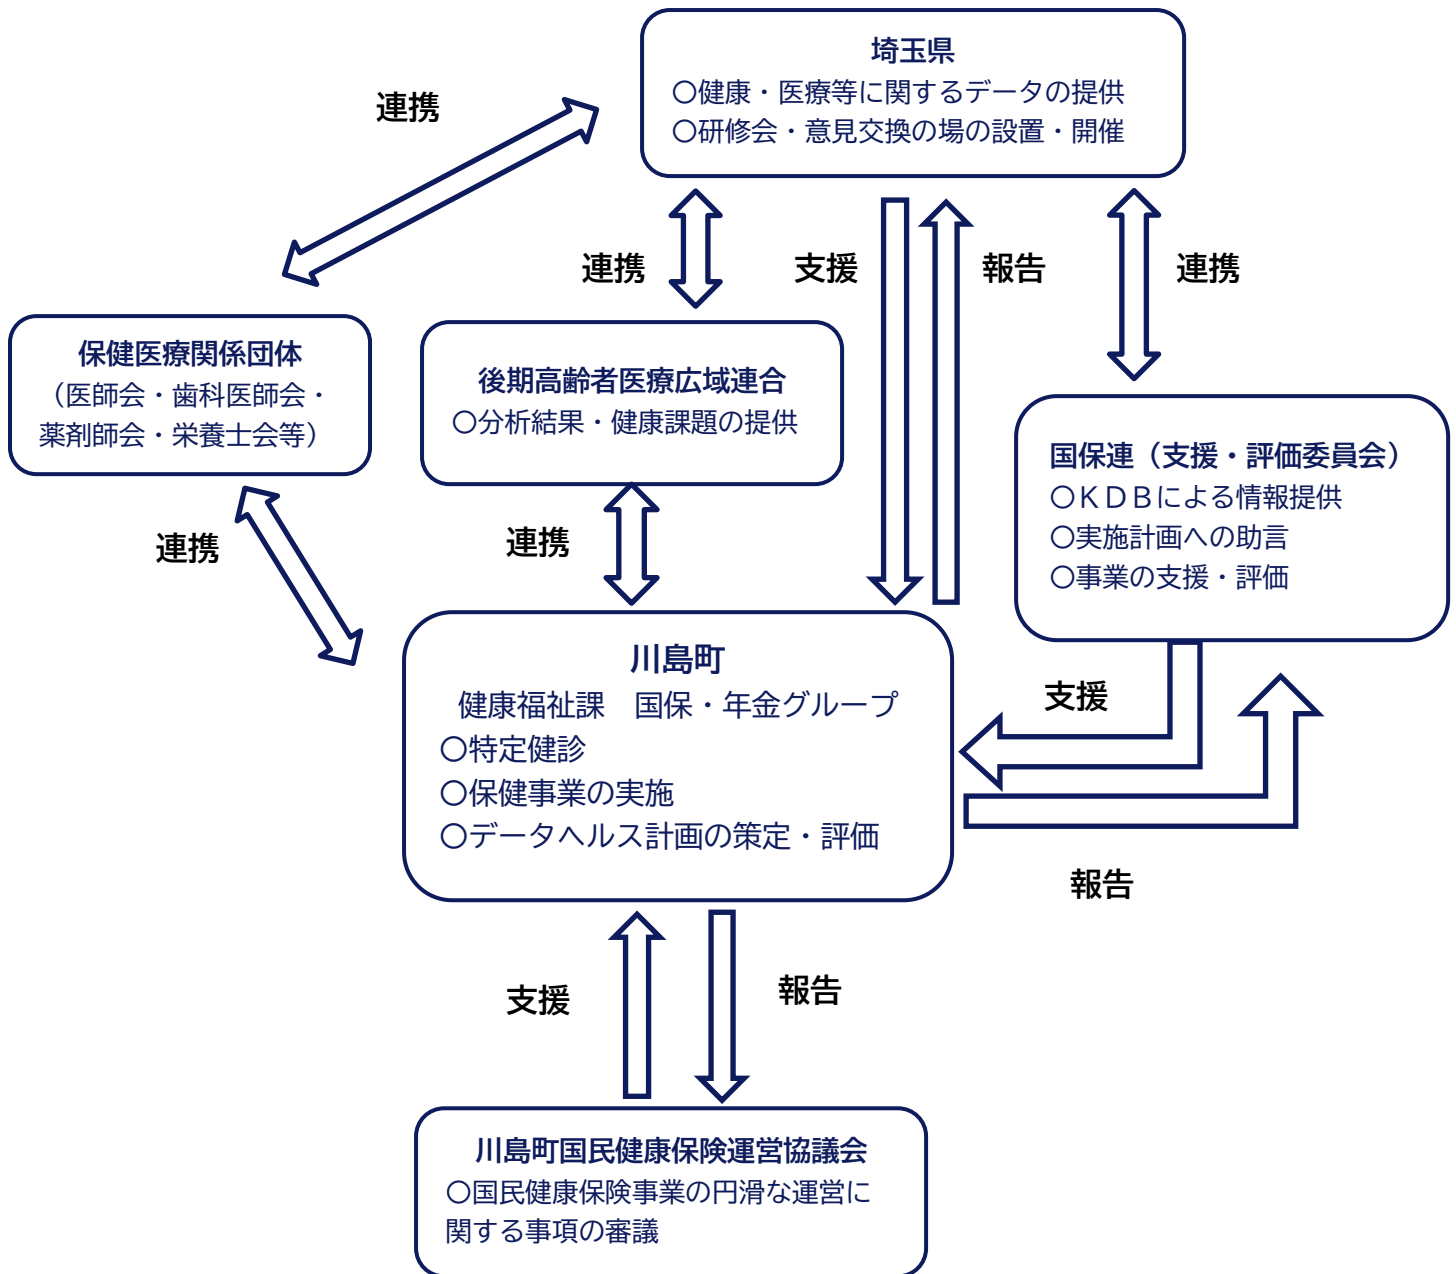 埼玉県
〇健康・医療等に関するデータの提供
〇研修会・意見交換の場の設置・開催
連携
連携
支援
報告
連携
保健医療関係団体
（医師会・歯科医師会・
薬剤師会・栄養士会等）
後期高齢者医療広域連合
〇分析結果・健康課題の提供
国保連（支援・評価委員会）
〇ＫＤＢによる情報提供
〇実施計画への助言
〇事業の支援・評価
連携
連携
川島町
健康福祉課　国保・年金グループ
〇特定健診
〇保健事業の実施
〇データヘルス計画の策定・評価
支援
報告
支援
報告
川島町国民健康保険運営協議会
〇国民健康保険事業の円滑な運営に
関する事項の審議